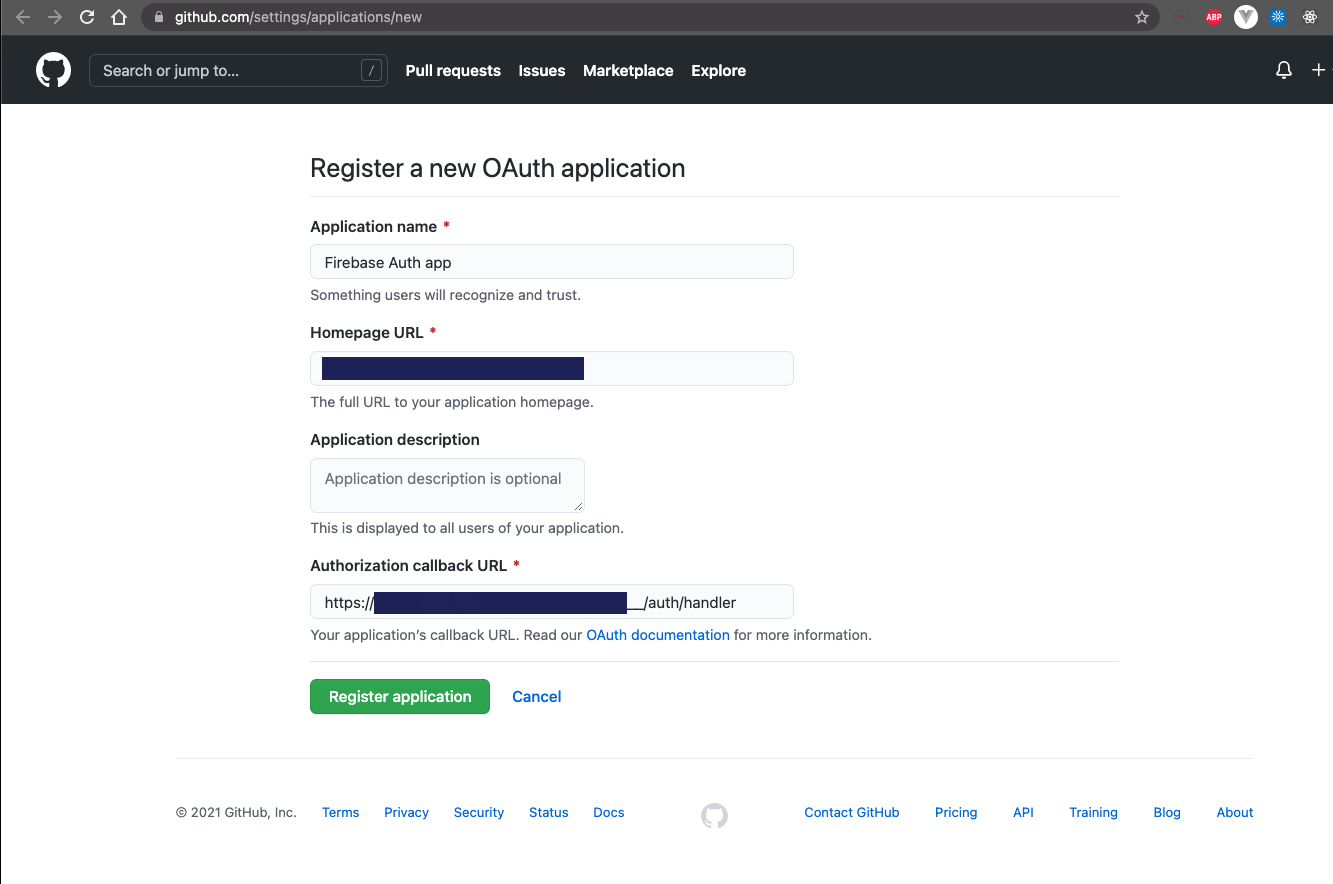 github.com/settings/applications/new
ABP
Search or jump to... /
Pull requests Issues Marketplace Explore
Register a new OAuth application
Application name *
Firebase Auth app
Something users will recognize and trust.
Homepage URL *
The full URL to your application homepage.
Application description
Application description is optional
This is displayed to all users of your application.
Authorization callback URL *
https:// __/auth/handler
Your application's callback URL. Read our OAuth documentation for more information.
Register application Cancel
© 2021 GitHub, Inc. Terms Privacy Security Status Docs Contact GitHub Pricing API Training Blog About